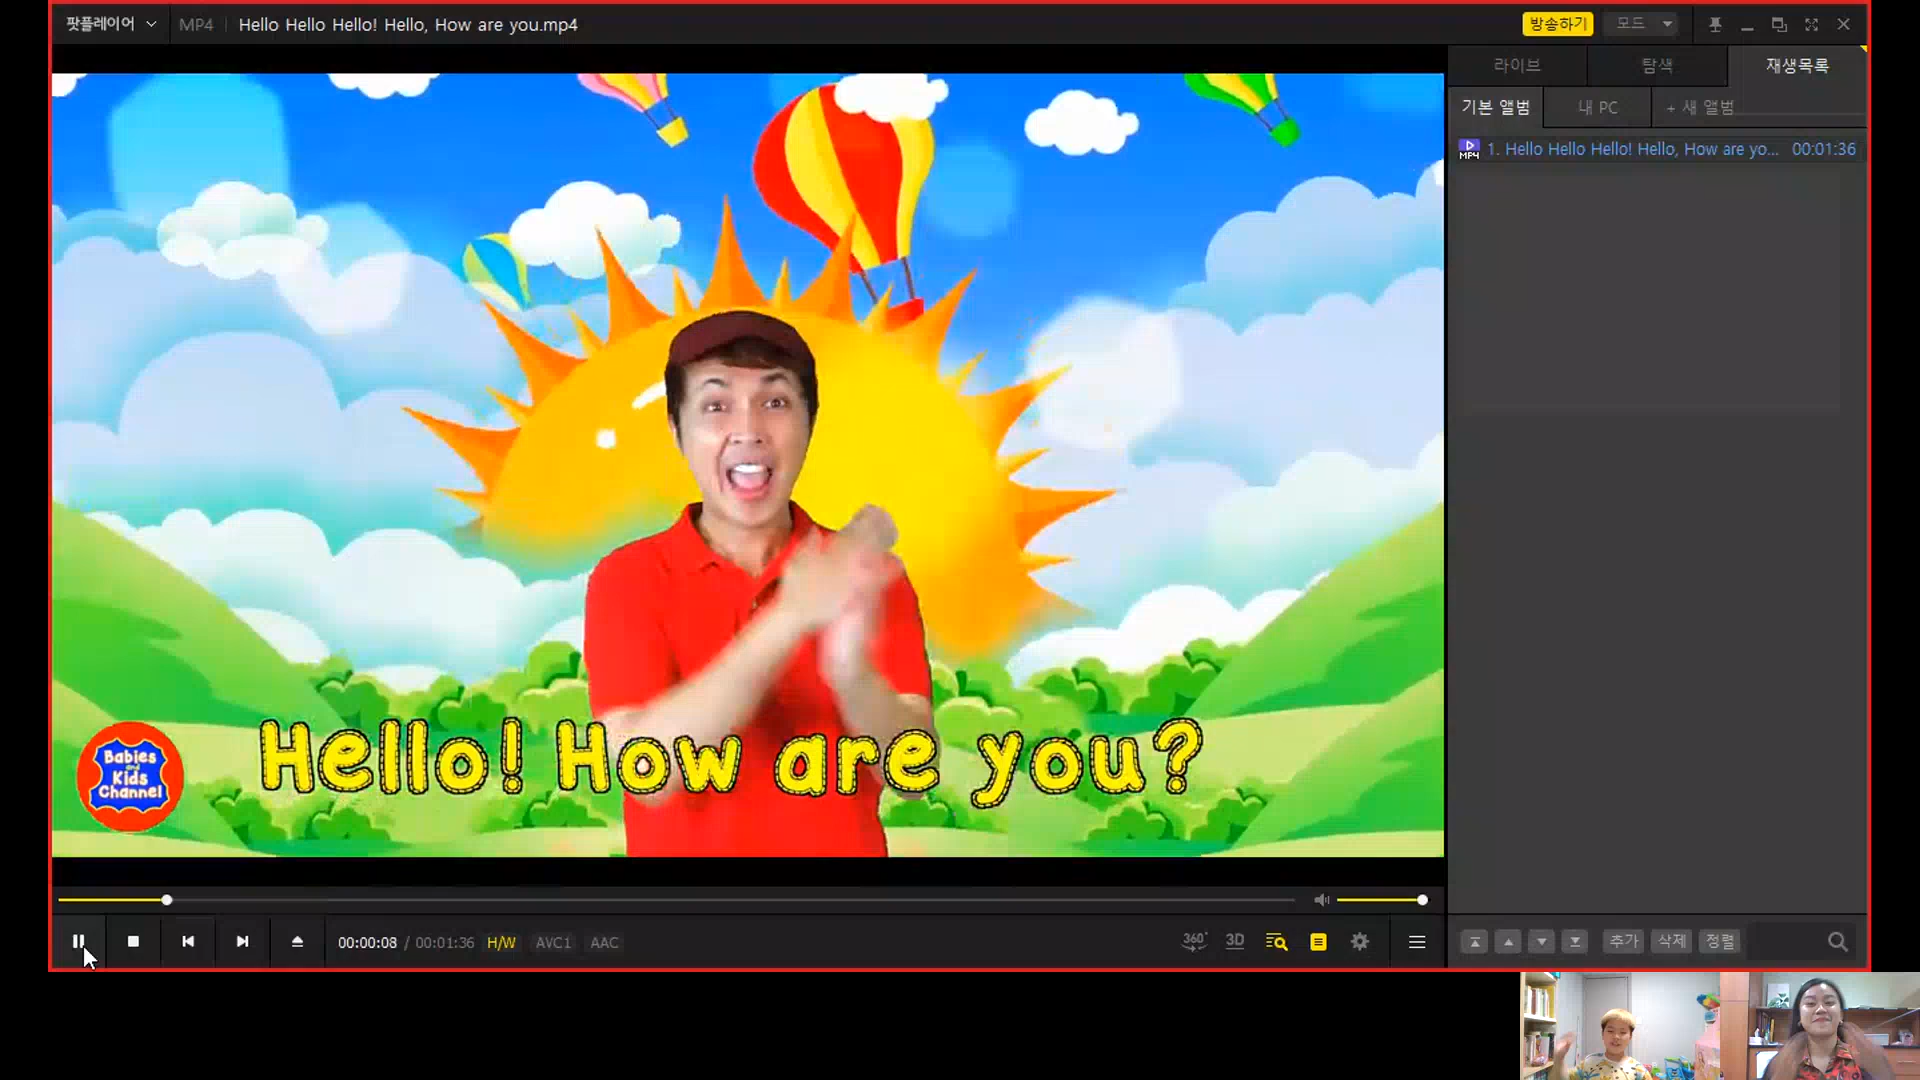 팟플레이어
MP4
Hello Hello Hello! Hello, How are you.mp4
방송하기
모드
라이브
탐색
재생목록
기본 앨범
내 PC
+ 새 앨범
MP4
1. Hello Hello Hello! Hello, How are yo... 00:01:36
Hello! How are you?
Babies
and
Kids
Channel
00:00:08 / 00:01:36 H/W AVC1 AAC
360°
3D
추가
삭제
정렬